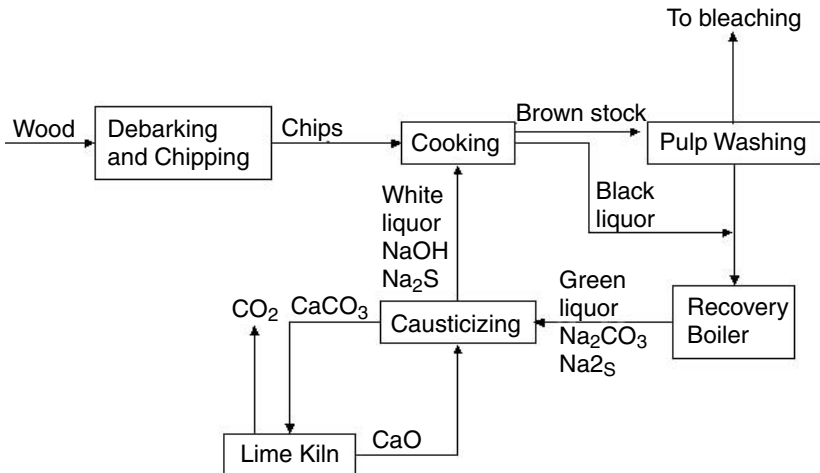 To bleaching
Wood
Debarking
and Chipping
Chips
Cooking
Brown stock
Pulp Washing
White
liquor
NaOH
Na₂S
Black
liquor
Green
liquor
Na₂CO₃
Na2ₛ
Recovery
Boiler
CO₂
CaCO₃
Causticizing
Lime Kiln
CaO